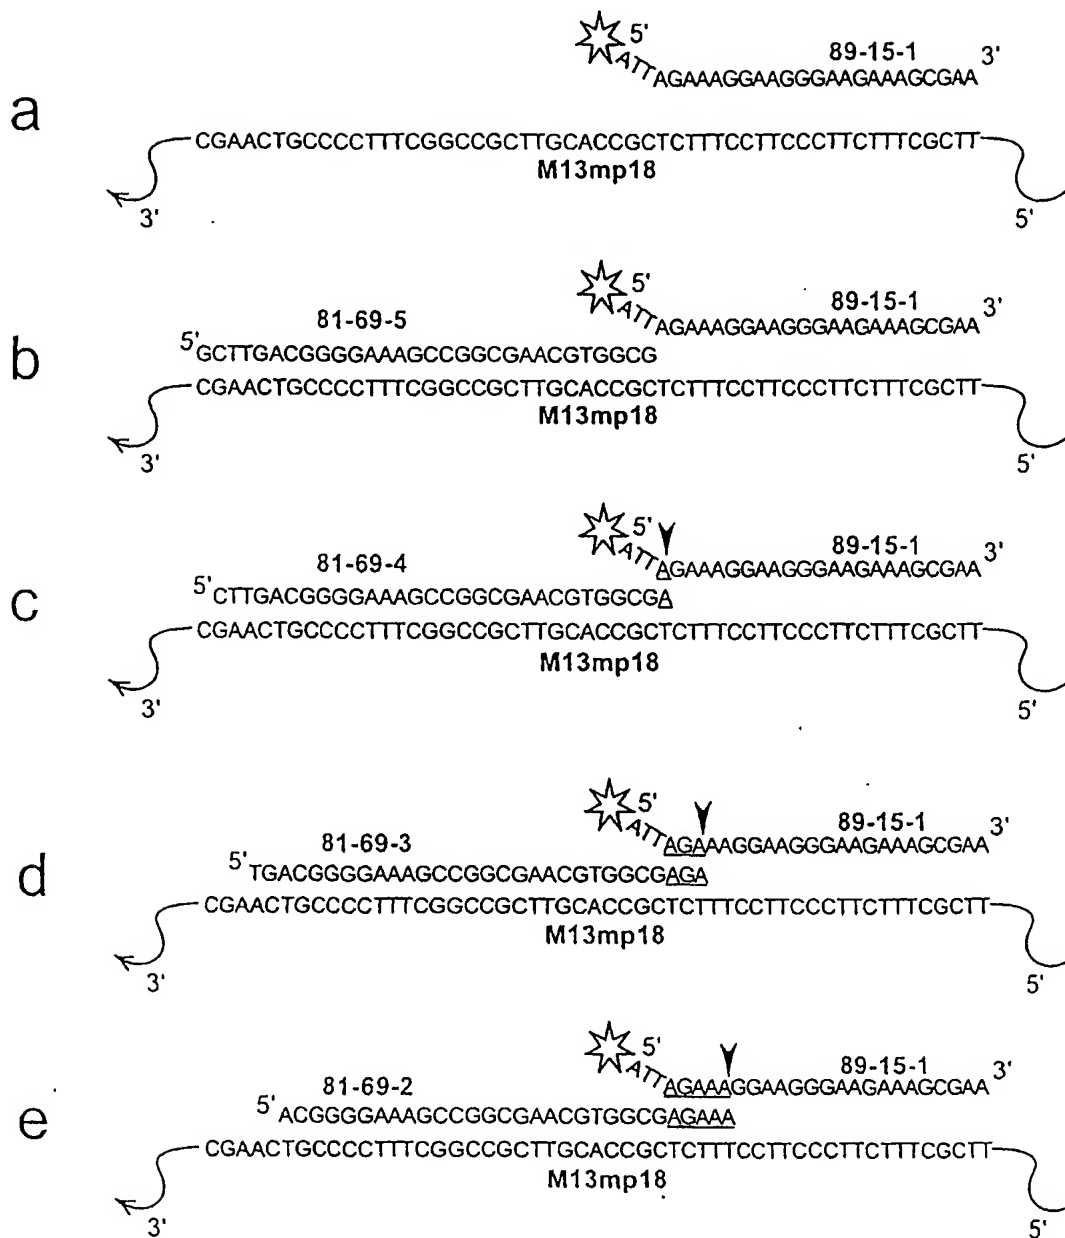 5'
89-15-1
3'
ATTAGAAAGGAAGGGAAGAAAGCGAA
a
CGAACTGCCCCTTTCGGCCGCTTGCACCGCTCTTTCCTTCCCTTCTTTCGCTT
M13mp18
3'
5'
5'
89-15-1
3'
ATTAGAAAGGAAGGGAAGAAAGCGAA
81-69-5
5'GCTTGACGGGGAAAGCCGGCGAACGTGGCG
b
CGAACTGCCCCTTTCGGCCGCTTGCACCGCTCTTTCCTTCCCTTCTTTCGCTT
M13mp18
3'
5'
5'
89-15-1
3'
ATTAGAAAGGAAGGGAAGAAAGCGAA
81-69-4
5'CTTGACGGGGAAAGCCGGCGAACGTGGCGA
c
CGAACTGCCCCTTTCGGCCGCTTGCACCGCTCTTTCCTTCCCTTCTTTCGCTT
M13mp18
3'
5'
5'
89-15-1
3'
ATTAGAAAGGAAGGGAAGAAAGCGAA
81-69-3
5'TGACGGGGAAAGCCGGCGAACGTGGCGAGA
d
CGAACTGCCCCTTTCGGCCGCTTGCACCGCTCTTTCCTTCCCTTCTTTCGCTT
M13mp18
3'
5'
5'
89-15-1
3'
ATTAGAAAGGAAGGGAAGAAAGCGAA
81-69-2
5'ACGGGGAAAGCCGGCGAACGTGGCGAGAAA
e
CGAACTGCCCCTTTCGGCCGCTTGCACCGCTCTTTCCTTCCCTTCTTTCGCTT
M13mp18
3'
5'